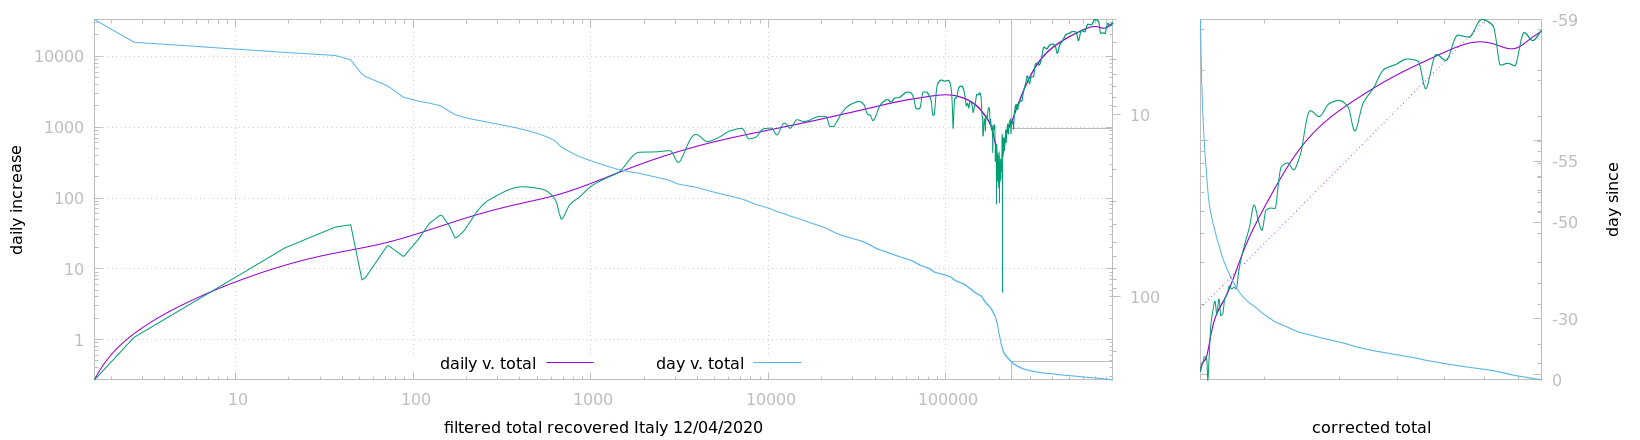 10000
1000
100
10
1
daily increase
daily v. total
day v. total
10
100
1000
10000
100000
filtered total recovered Italy 12/04/2020
10
100
-59
-55
-50
-30
0
day since
corrected total